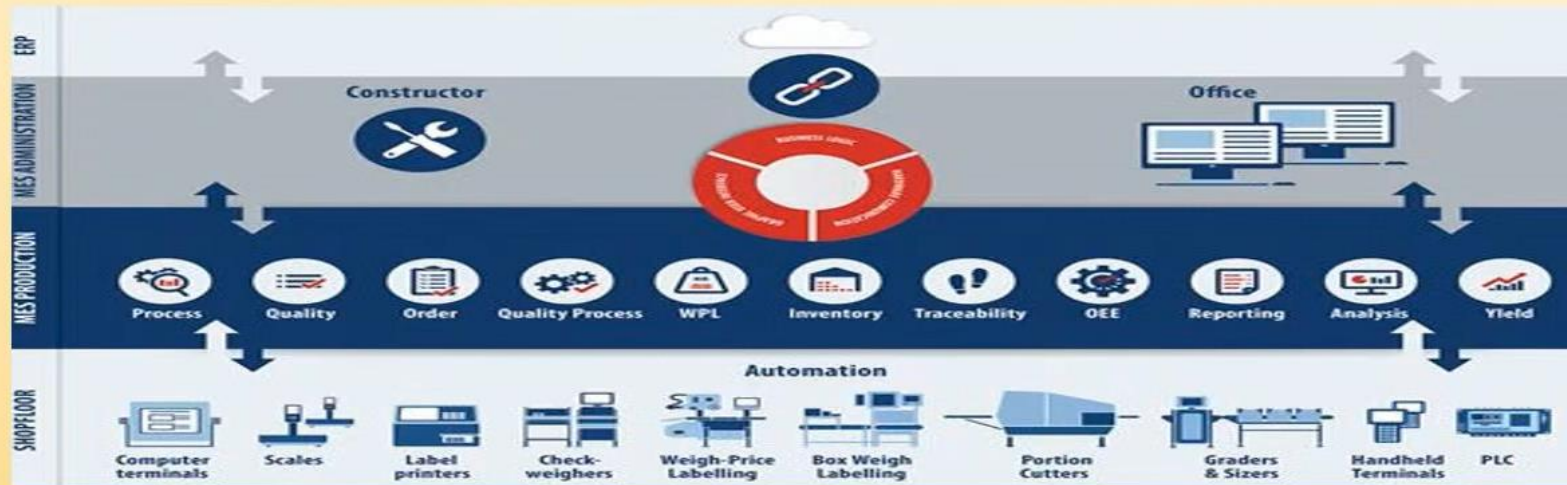 ERP
MES ADMINISTRATION
Constructor
Office
BUSINESS LOGIC
MES PRODUCTION
Process
Quality
Order
Quality Process
WPL
Inventory
Traceability
OEE
Reporting
Analysis
Yield
SHOPFLOOR
Automation
Computer
terminals
Scales
Label
printers
Check-
weighers
Weigh-Price
Labelling
Box Weigh
Labelling
Portion
Cutters
Graders
& Sizers
Handheld
Terminals
PLC